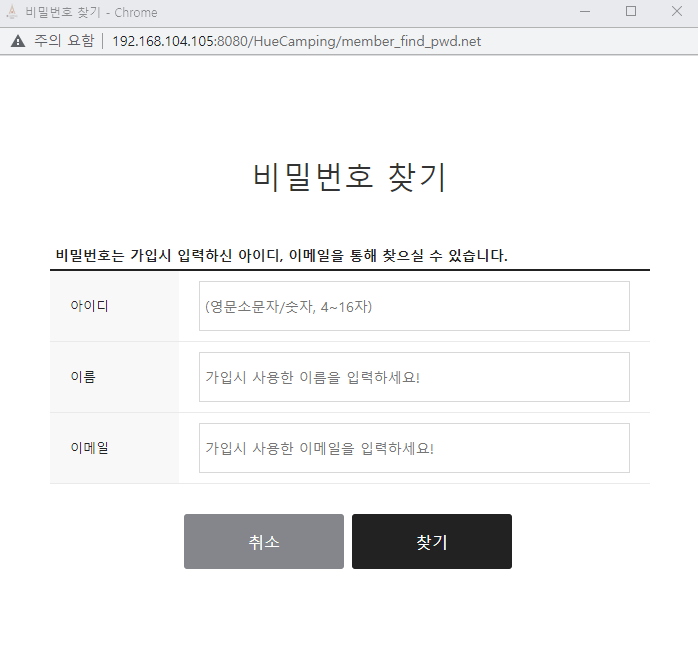 비밀번호 찾기 - Chrome
주의 요함 | 192.168.104.105:8080/HueCamping/member_find_pwd.net
비밀번호 찾기
비밀번호는 가입시 입력하신 아이디, 이메일을 통해 찾으실 수 있습니다.
아이디 (영문소문자/숫자, 4~16자)
이름 가입시 사용한 이름을 입력하세요!
이메일 가입시 사용한 이메일을 입력하세요!
취소 찾기